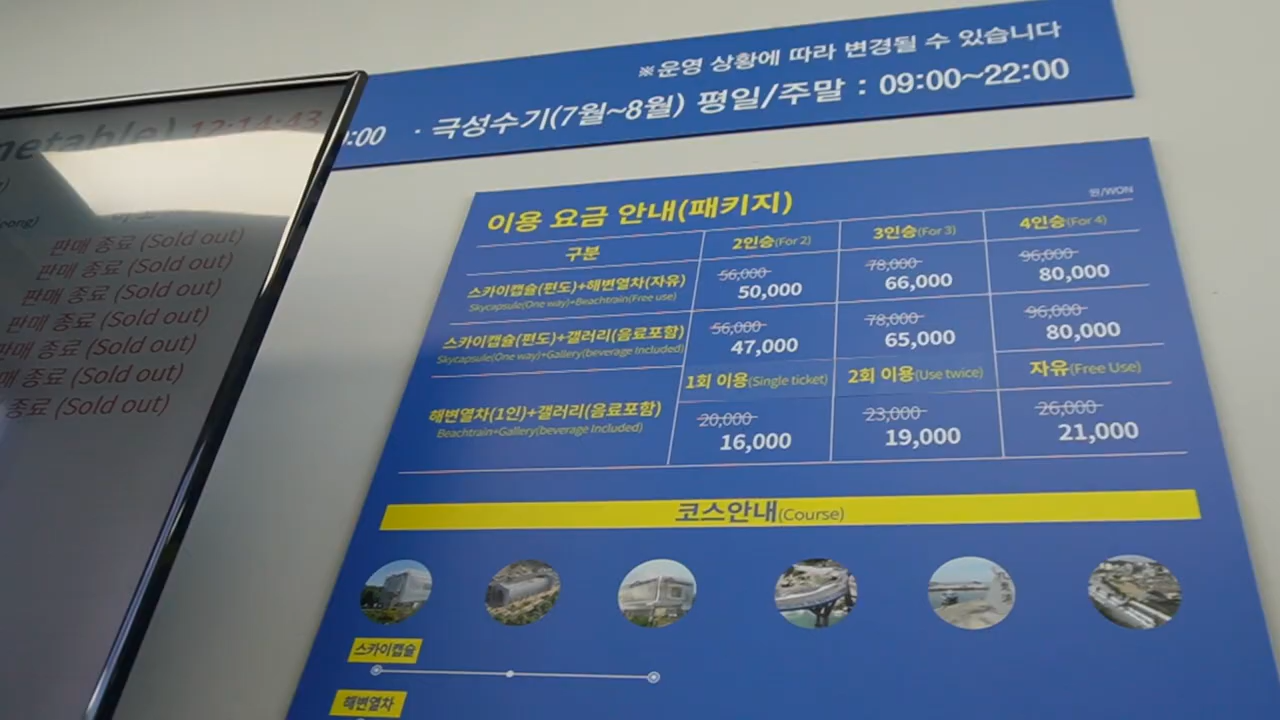 ※운영 상황에 따라 변경될 수 있습니다
:00 · 극성수기(7월~8월) 평일/주말 : 09:00~22:00
netable) 12:14:43
eong)
판매 종료 (Sold out)
판매 종료 (Sold out)
판매 종료 (Sold out)
판매 종료 (Sold out)
판매 종료 (Sold out)
매 종료 (Sold out)
종료 (Sold out)
이용 요금 안내(패키지)
원/WON
구분 2인승(For 2) 3인승(For 3) 4인승(For 4)
스카이캡슐(편도)+해변열차(자유) 56,000 78,000 96,000
Skycapsule(One way)+Beachtrain(Free use) 50,000 66,000 80,000
스카이캡슐(편도)+갤러리(음료포함) 56,000 78,000 96,000
Skycapsule(One way)+Gallery(beverage Included) 47,000 65,000 80,000
1회 이용(Single ticket) 2회 이용(Use twice) 자유(Free Use)
해변열차(1인)+갤러리(음료포함) 20,000 23,000 26,000
Beachtrain+Gallery(beverage Included) 16,000 19,000 21,000
코스안내(Course)
스카이캡슐
해변열차